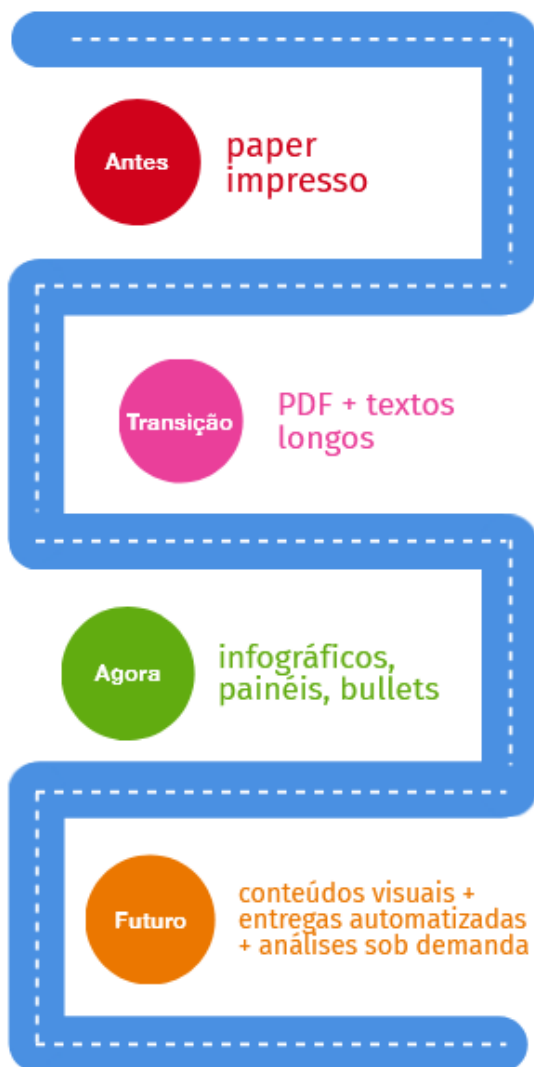 Antes
paper
impresso
Transição
PDF + textos
longos
Agora
infográficos,
painéis, bullets
Futuro
conteúdos visuais +
entregas automatizadas
+ análises sob demanda